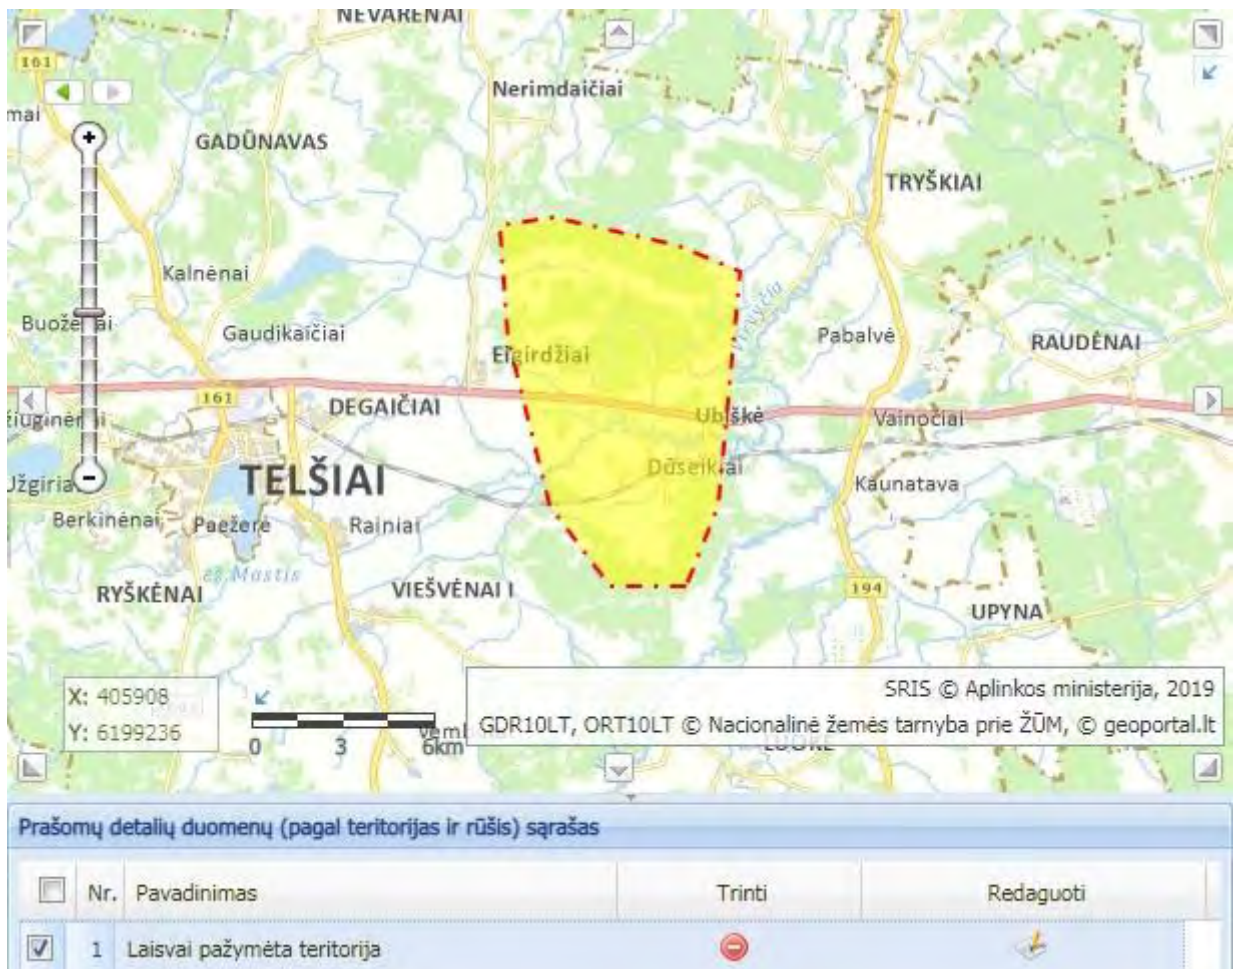 NEVARĖNAI
161
Nerimdaičiai
mai
GADŪNAVAS
TRYŠKIAI
Kalnėnai
Gaudikaičiai
Pabalvė
RAUDĖNAI
Eigirdžiai
161
DEGAIČIAI
Ubiškė
Vainočiai
TELŠIAI
Dūseikiai
Kaunatava
Berkinėnai
Paežerė
Rainiai
ež. Mastis
RYŠKĖNAI
VIEŠVĖNAI I
194
UPYNA
X: 405908
Y: 6199236
0 3 6km
SRIS © Aplinkos ministerija, 2019
GDR10LT, ORT10LT © Nacionalinė žemės tarnyba prie ŽŪM, © geoportal.lt
Prašomų detalių duomenų (pagal teritorijas ir rūšis) sąrašas
Nr. Pavadinimas Trinti Redaguoti
1 Laisvai pažymėta teritorija